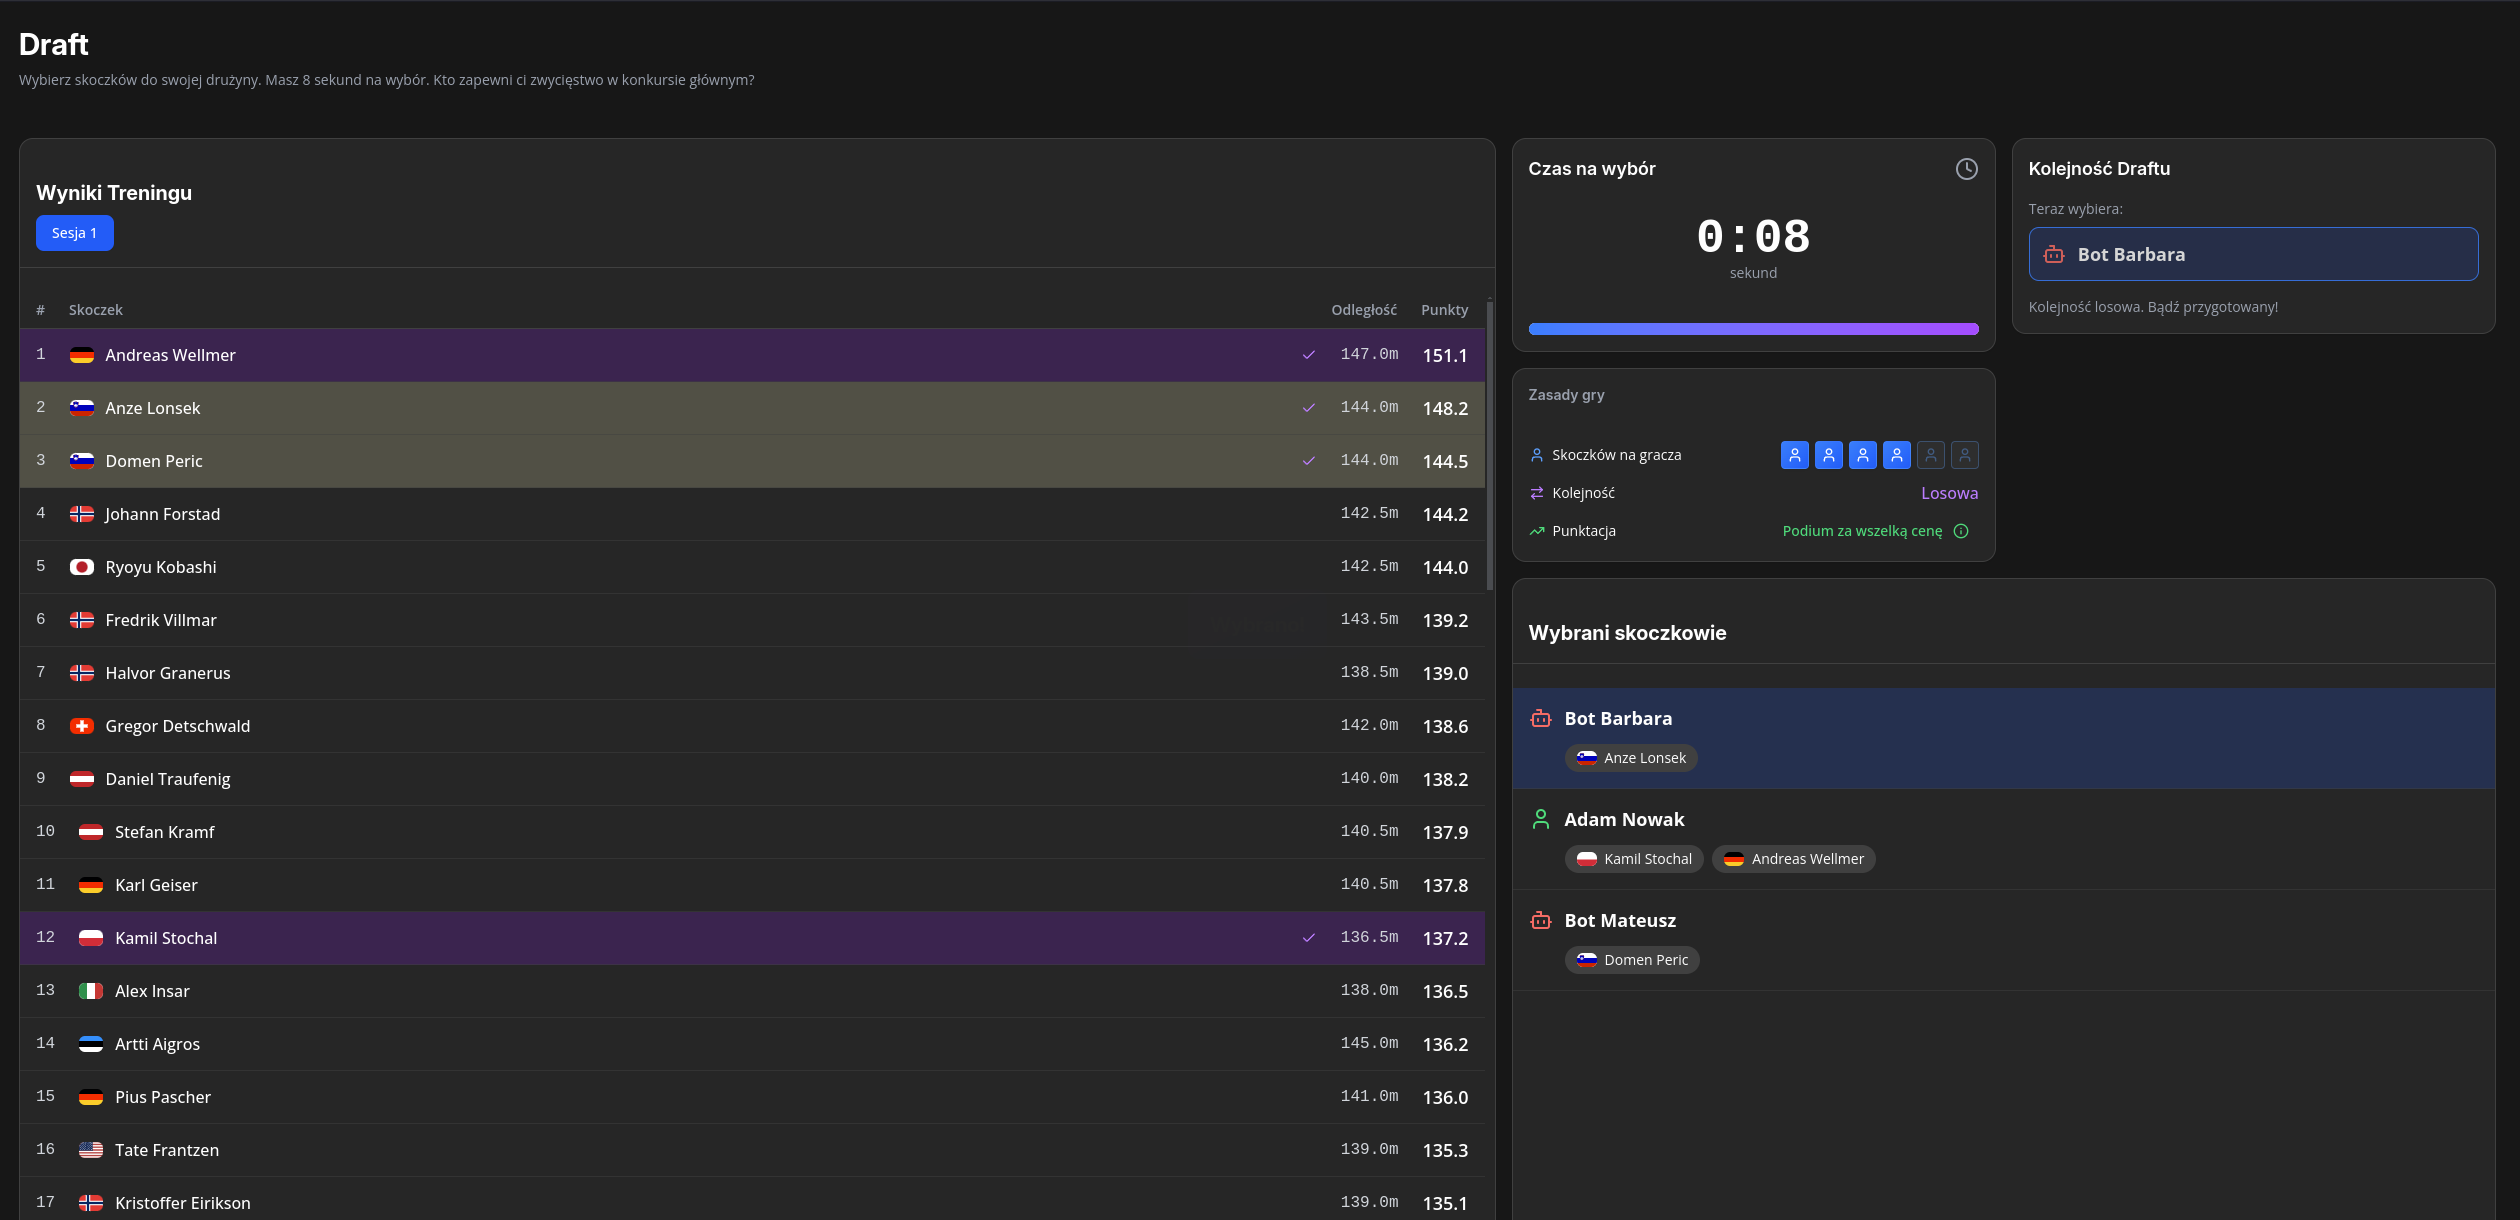 Draft
Wybierz skoczków do swojej drużyny. Masz 8 sekund na wybór. Kto zapewni ci zwycięstwo w konkursie głównym?
Wyniki Treningu
Sesja 1
# Skoczek Odległość Punkty
1 Andreas Wellmer 147.0m 151.1
2 Anze Lonsek 144.0m 148.2
3 Domen Peric 144.0m 144.5
4 Johann Forstad 142.5m 144.2
5 Ryoyu Kobashi 142.5m 144.0
6 Fredrik Villmar 143.5m 139.2
7 Halvor Granerus 138.5m 139.0
8 Gregor Detschwald 142.0m 138.6
9 Daniel Traufenig 140.0m 138.2
10 Stefan Kramf 140.5m 137.9
11 Karl Geiser 140.5m 137.8
12 Kamil Stochal 136.5m 137.2
13 Alex Insar 138.0m 136.5
14 Artti Aigros 145.0m 136.2
15 Pius Pascher 141.0m 136.0
16 Tate Frantzen 139.0m 135.3
17 Kristoffer Eirikson 139.0m 135.1
Czas na wybór
0:08
sekund
Kolejność Draftu
Teraz wybiera:
Bot Barbara
Kolejność losowa. Bądź przygotowany!
Zasady gry
Skoczków na gracza
Kolejność Losowa
Punktacja Podium za wszelką cenę
Wybrani skoczkowie
Bot Barbara
Anze Lonsek
Adam Nowak
Kamil Stochal Andreas Wellmer
Bot Mateusz
Domen Peric